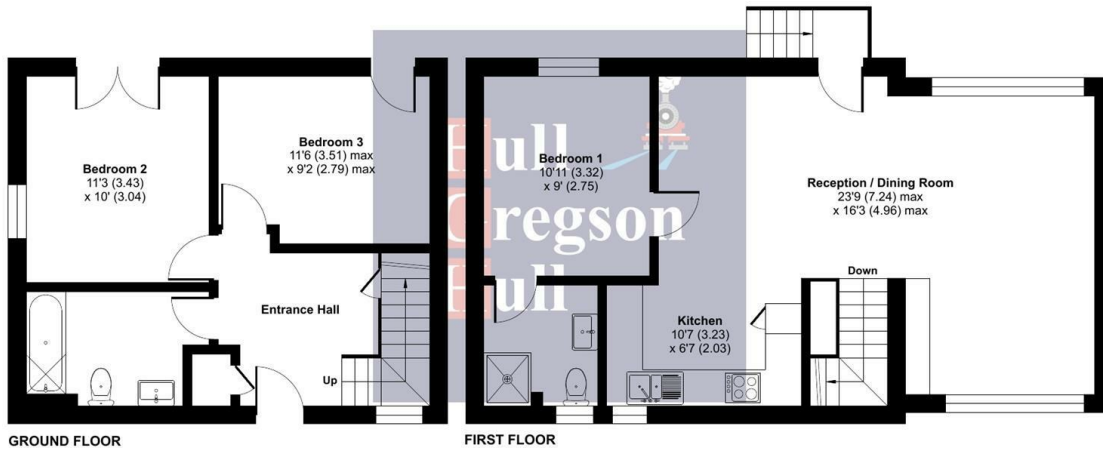 Bedroom 2
11'3 (3.43)
x 10' (3.04)
Bedroom 3
11'6 (3.51) max
x 9'2 (2.79) max
Entrance Hall
Up
GROUND FLOOR
Hull
Gregson
Hull
Bedroom 1
10'11 (3.32)
x 9' (2.75)
Reception / Dining Room
23'9 (7.24) max
x 16'3 (4.96) max
Down
Kitchen
10'7 (3.23)
x 6'7 (2.03)
FIRST FLOOR